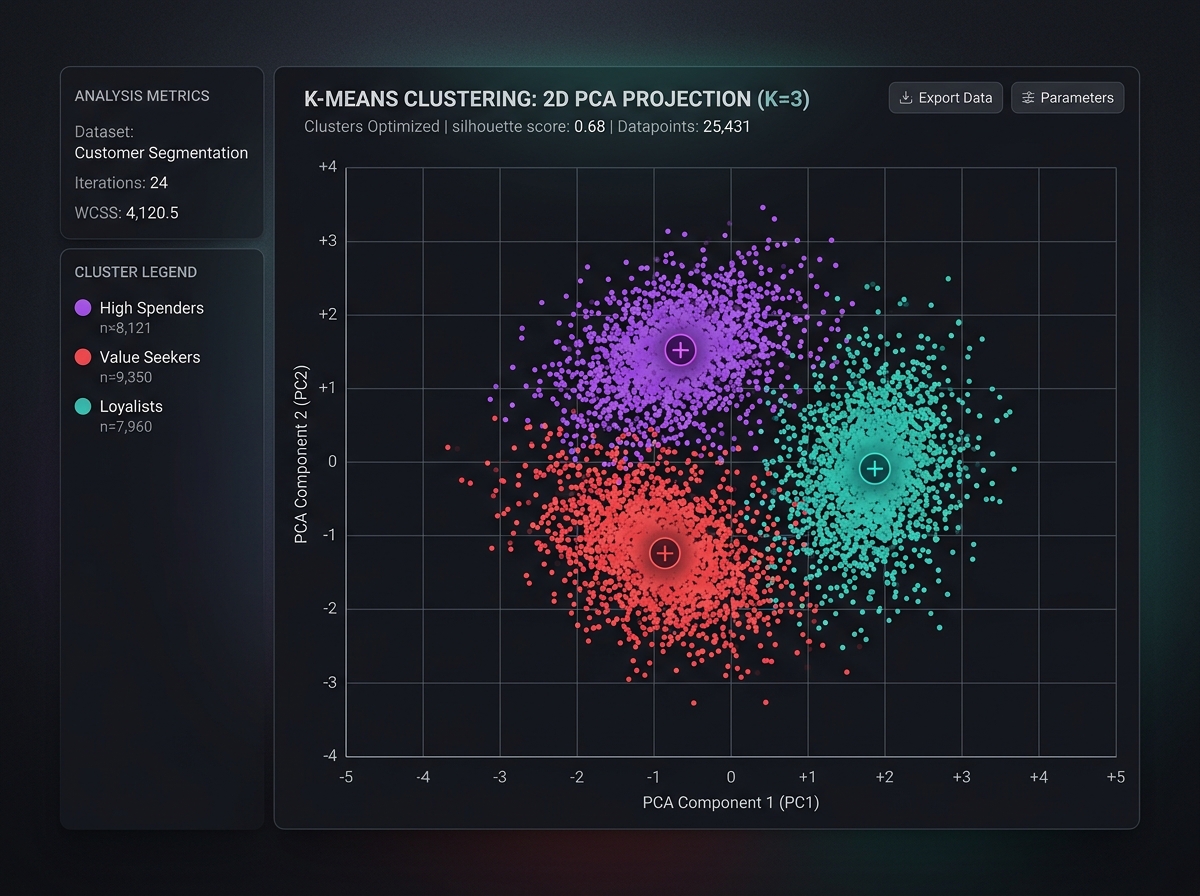 ANALYSIS METRICS
Dataset:
Customer Segmentation
Iterations: 24
WCSS: 4,120.5
CLUSTER LEGEND
High Spenders
n≈8,121
Value Seekers
n=9,350
Loyalists
n=7,960
K-MEANS CLUSTERING: 2D PCA PROJECTION (K=3)
Clusters Optimized | silhouette score: 0.68 | Datapoints: 25,431
Export Data
Parameters
+4
+3
+2
+1
0
-1
-2
-3
-4
PCA Component 2 (PC2)
-5 -4 -3 -2 -1 0 +1 +2 +3 +4 +5
PCA Component 1 (PC1)